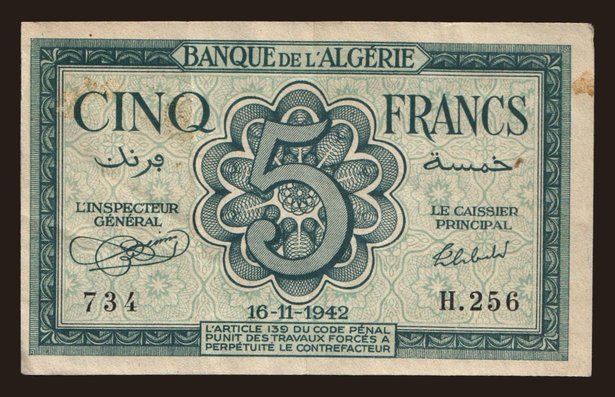 BANQUE DE L'ALGÉRIE
CINQ FRANCS
5
فرنك
خمسة
L'INSPECTEUR
GÉNÉRAL
LE CAISSIER
PRINCIPAL
734
H.256
16-11-1942
L'ARTICLE 139 DU CODE PÉNAL
PUNIT DES TRAVAUX FORCÉS A
PERPÉTUITÉ LE CONTREFACTEUR